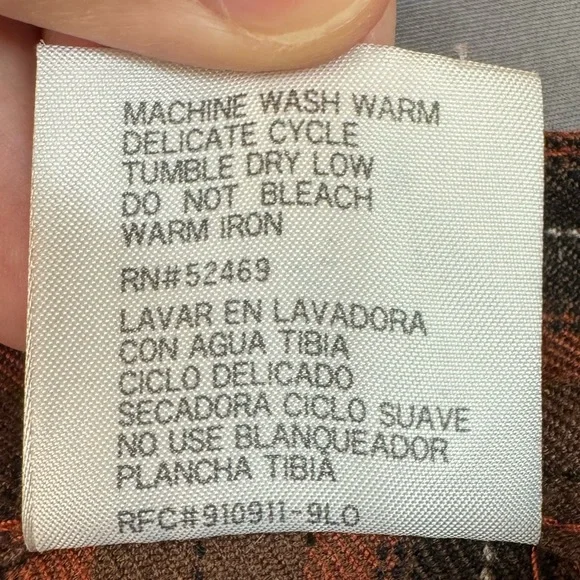 MACHINE WASH WARM
DELICATE CYCLE
TUMBLE DRY LOW
DO NOT BLEACH
WARM IRON
RN#52469
LAVAR EN LAVADORA
CON AGUA TIBIA
CICLO DELICADO
SECADORA CICLO SUAVE
NO USE BLANQUEADOR
PLANCHA TIBIA
RFC#910911-9L0